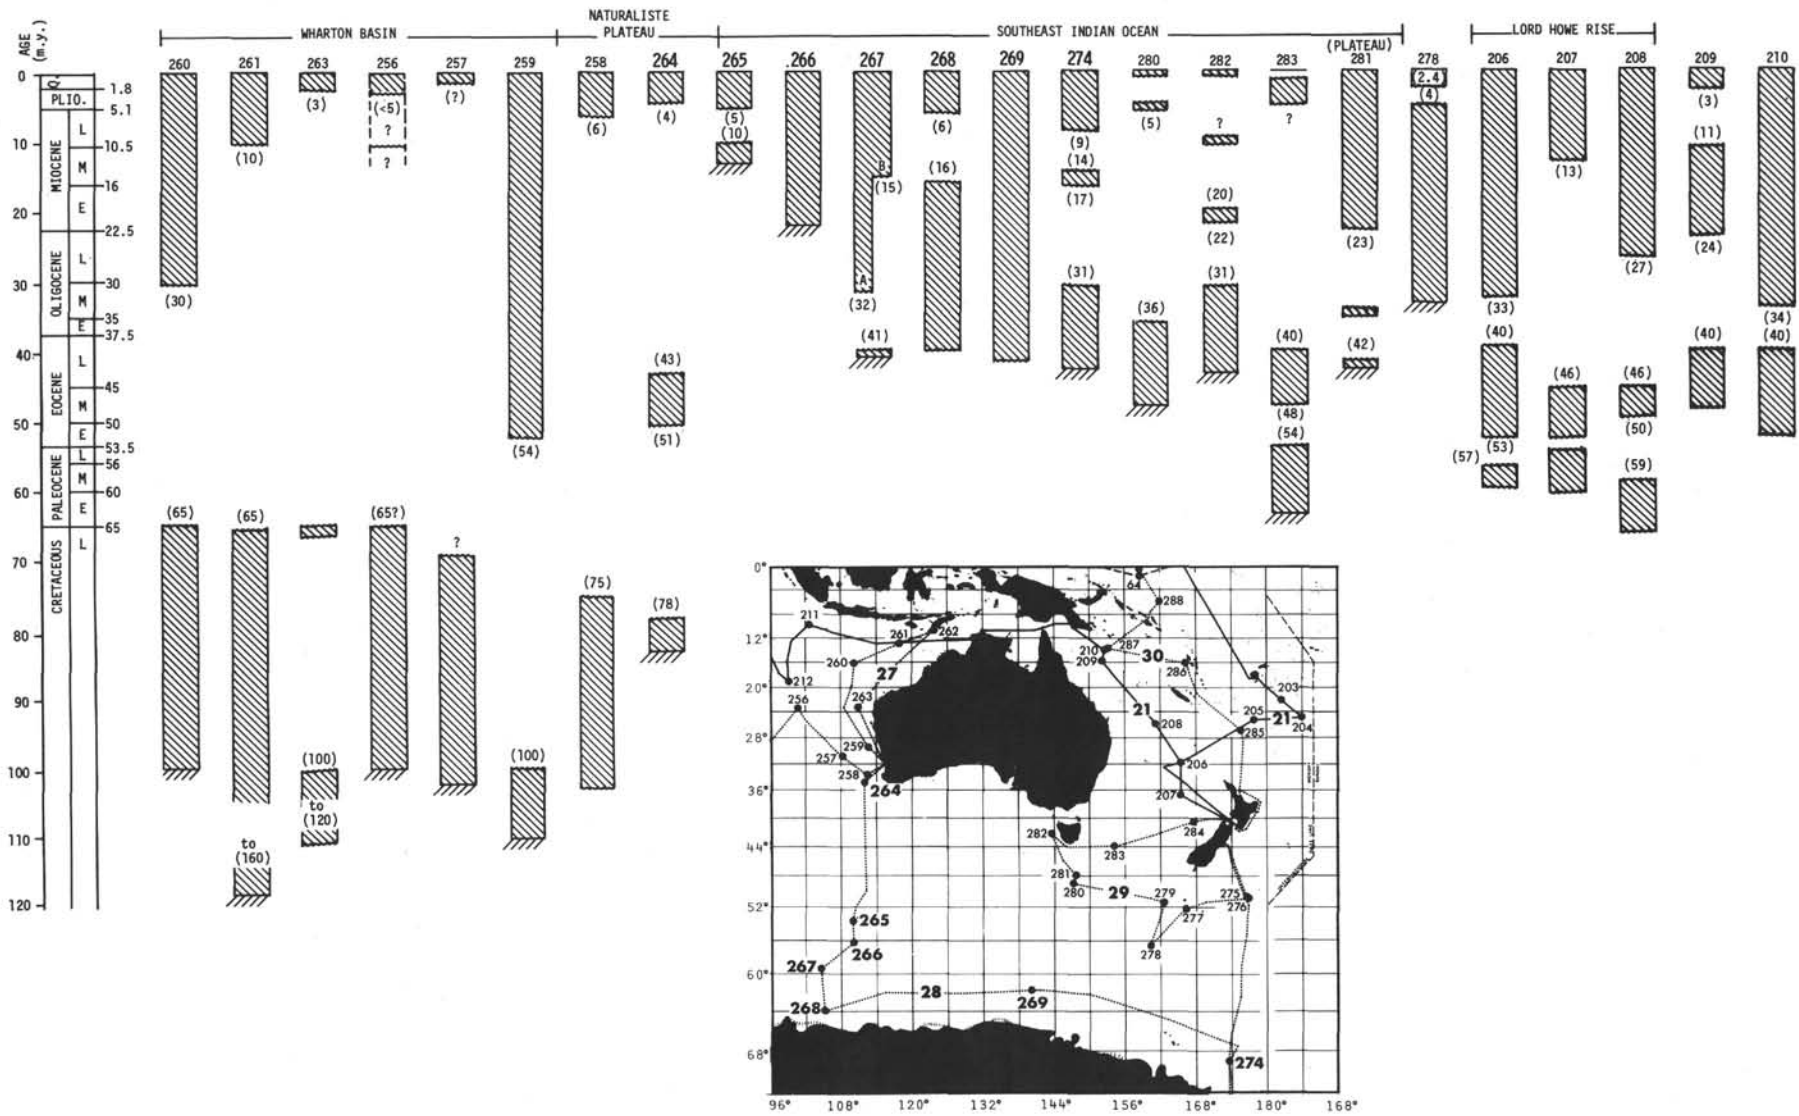 NATURALISTE
WHARTON BASIN PLATEAU SOUTHEAST INDIAN OCEAN LORD HOWE RISE
AGE (m.y.)
(PLATEAU)
260 261 263 256 257 259 258 264 265 .266 267 268 269 274 280 282 283 281 278 206 207 208 209 210
0 Q. 1.8
PLIO. 5.1
MIOCENE L 10.5 M 16 E 22.5
OLIGOCENE L 30 M 35 E 37.5
EOCENE L 45 M 50 E 53.5
PALEOCENE L 56 M 60 E 65
CRETACEOUS L
10
20
30
40
50
60
70
80
90
100
110
120
(30) (65)
(10) (65) to (160)
(3) (100) to (120)
(<5) ? ? (65?)
(?) ?
(54) (100)
(6) (75)
(4) (43) (51) (78)
(5) (10)
B (15) A (32) (41)
(6) (16)
(9) (14) (17) (31)
(5) (36)
? (20) (22) (31)
? (40) (48) (54)
(23) (42)
2.4 (4)
(33) (40) (53) (57)
(13) (46)
(27) (46) (50) (59)
(3) (11) (24) (40)
(34) (40)
0° 64
288
211 261 262
12° 287
210
260 209 30
27 286
212
20° 203
256 263 21 205 21
208 285 204
28°
259
257 206
258
264
36° 207
282 284
44° 283
281
280 29 279 275
52° 277 276
265
266 278
60° 267
28
268 269
68° 274
96° 108° 120° 132° 144° 156° 168° 180° 168°